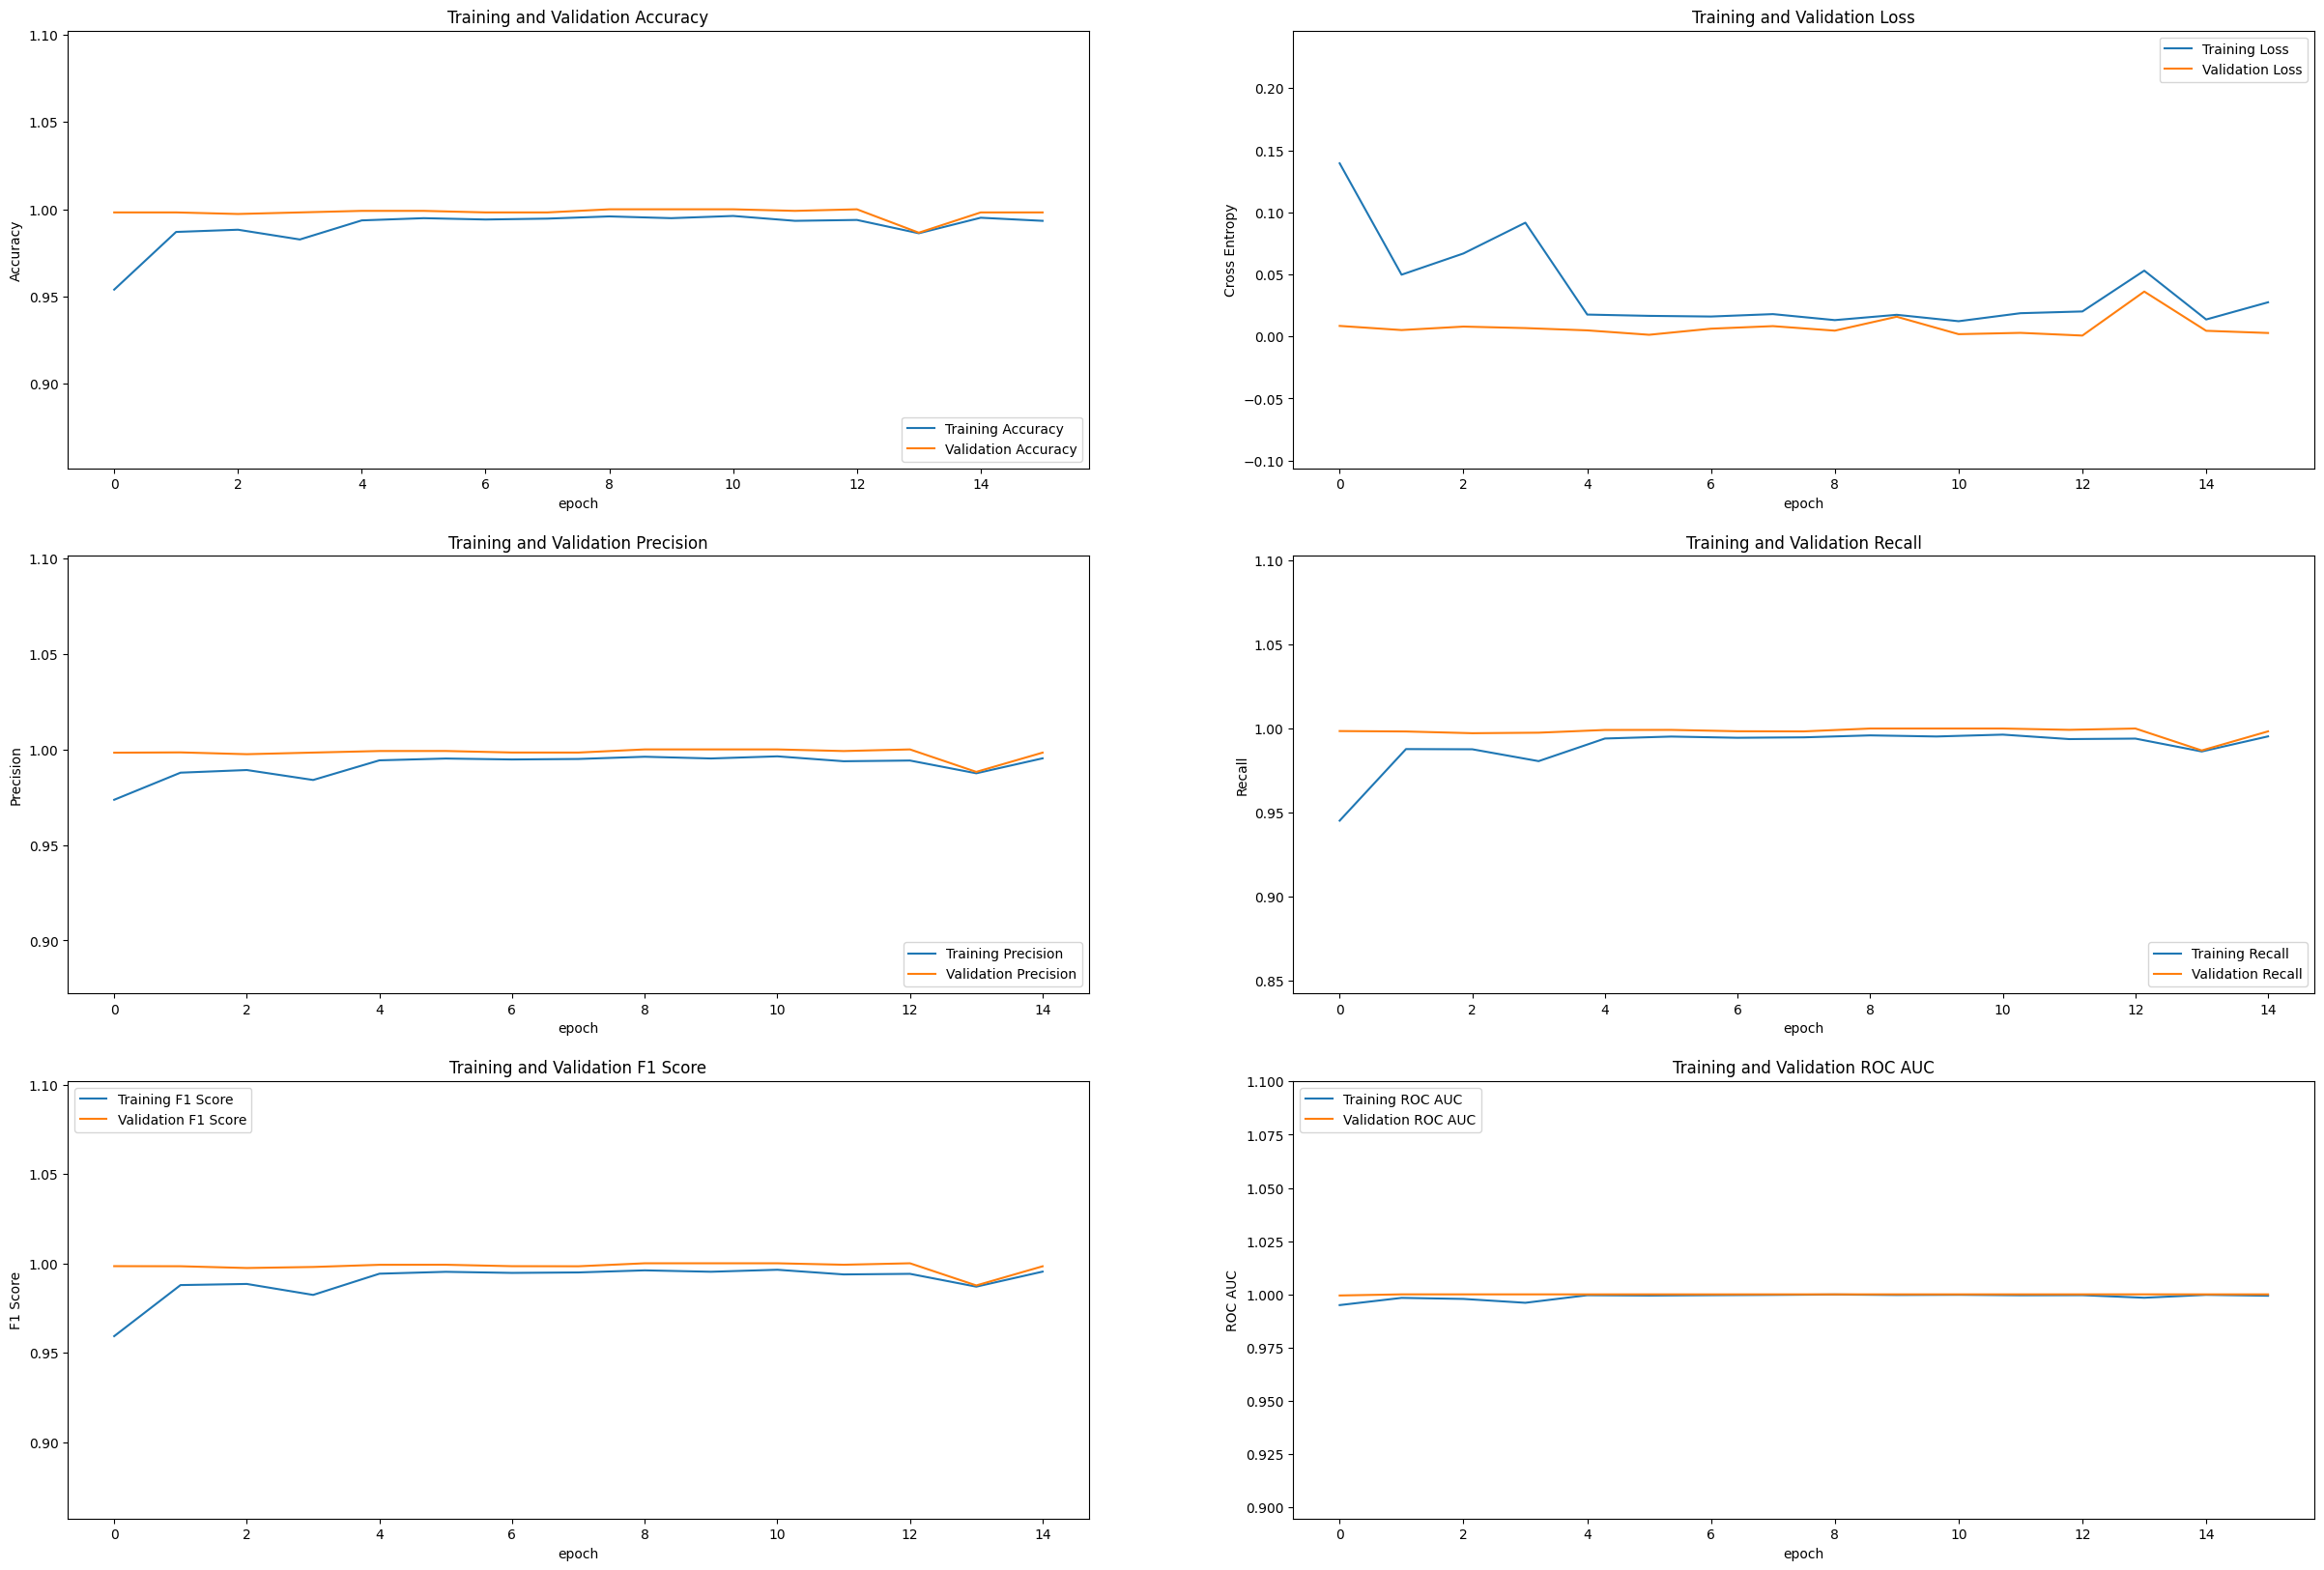 Training and Validation Accuracy
1.10
1.05
1.00
0.95
0.90
Accuracy
0 2 4 6 8 10 12 14
epoch
Training Accuracy
Validation Accuracy
Training and Validation Loss
0.20
0.15
0.10
0.05
0.00
−0.05
−0.10
Cross Entropy
0 2 4 6 8 10 12 14
epoch
Training Loss
Validation Loss
Training and Validation Precision
1.10
1.05
1.00
0.95
0.90
Precision
0 2 4 6 8 10 12 14
epoch
Training Precision
Validation Precision
Training and Validation Recall
1.10
1.05
1.00
0.95
0.90
0.85
Recall
0 2 4 6 8 10 12 14
epoch
Training Recall
Validation Recall
Training and Validation F1 Score
1.10
1.05
1.00
0.95
0.90
F1 Score
0 2 4 6 8 10 12 14
epoch
Training F1 Score
Validation F1 Score
Training and Validation ROC AUC
1.100
1.075
1.050
1.025
1.000
0.975
0.950
0.925
0.900
ROC AUC
0 2 4 6 8 10 12 14
epoch
Training ROC AUC
Validation ROC AUC